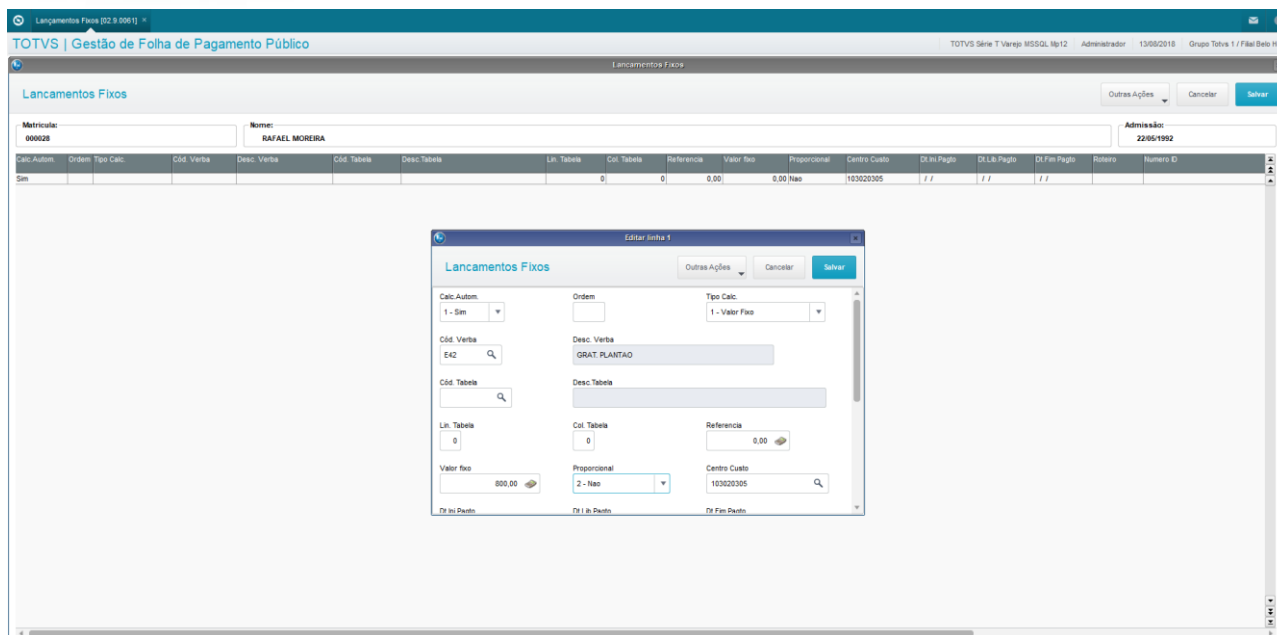 Lançamentos Fixos [02.9.0061] ×
TOTVS | Gestão de Folha de Pagamento Público TOTVS Série T Varejo MSSQL Mp12 Administrador 13/08/2018 Grupo Totvs 1 / Filial Belo H
Lancamentos Fixos
Lancamentos Fixos Outras Ações Cancelar Salvar
Matricula: Nome: Admissão:
000028 RAFAEL MOREIRA 22/05/1992
Calc.Autom. Ordem Tipo Calc. Cód. Verba Desc. Verba Cód. Tabela Desc.Tabela Lin. Tabela Col. Tabela Referencia Valor fixo Proporcional Centro Custo Dt.Ini.Pagto Dt.Lib.Pagto Dt.Fim Pagto Roteiro Numero ID
Sim 0 0 0,00 0,00 Nao 103020305 / / / / / /
Editar linha 1
Lancamentos Fixos Outras Ações Cancelar Salvar
Calc.Autom. Ordem Tipo Calc.
1 - Sim 1 - Valor Fixo
Cód. Verba Desc. Verba
E42 GRAT. PLANTAO
Cód. Tabela Desc.Tabela
Lin. Tabela Col. Tabela Referencia
0 0 0,00
Valor fixo Proporcional Centro Custo
800,00 2 - Nao 103020305
Dt.Ini.Pagto Dt.Lib.Pagto Dt.Fim Pagto